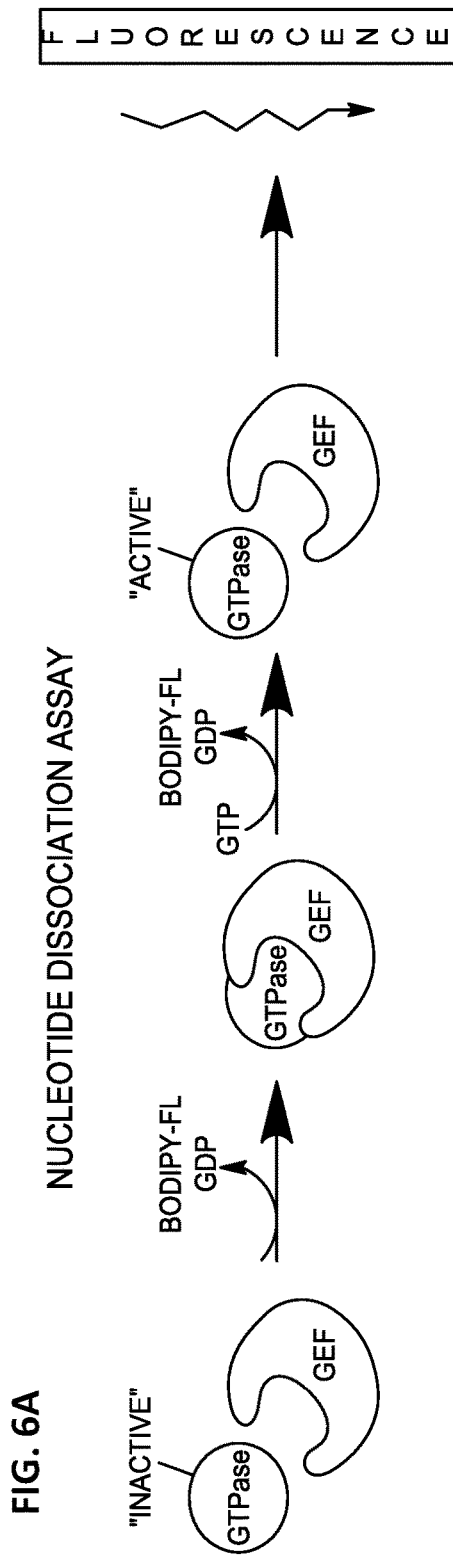 FIG. 6A
NUCLEOTIDE DISSOCIATION ASSAY
"INACTIVE"
GTPase
GEF
BODIPY-FL
GDP
GTPase
GEF
BODIPY-FL
GDP
GTP
"ACTIVE"
GTPase
GEF
FLUORESCENCE